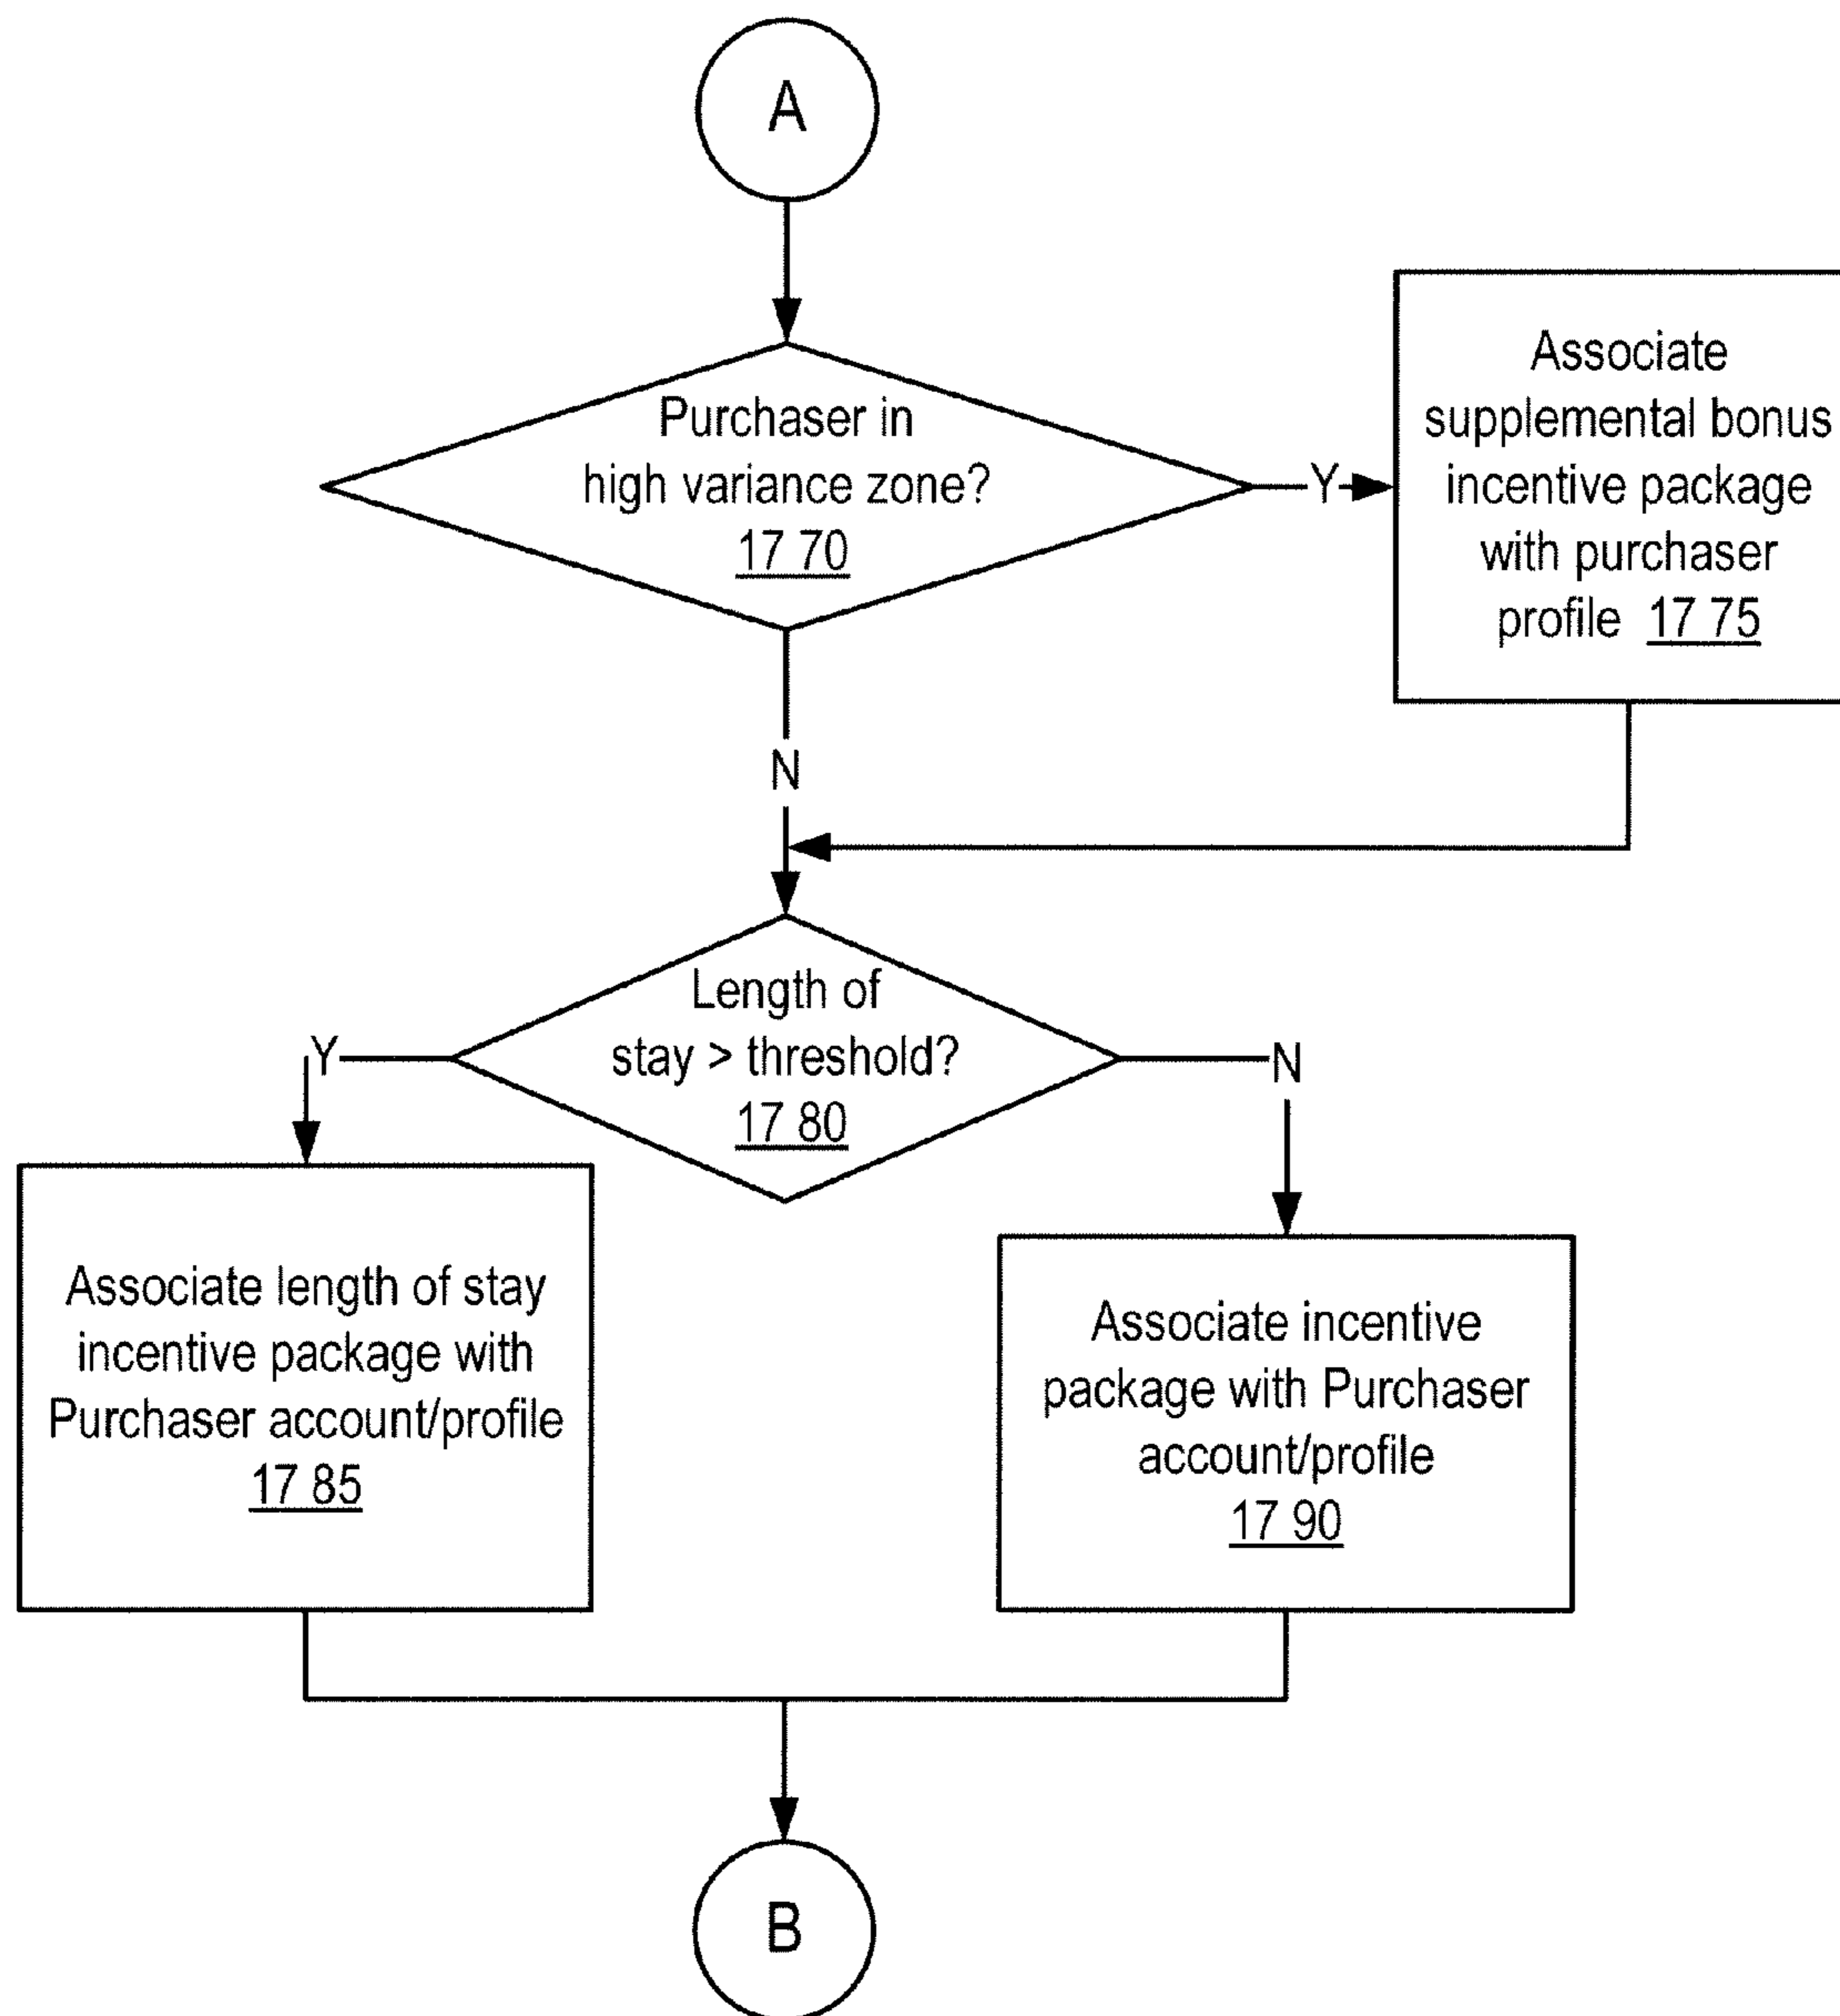 A
Purchaser in
high variance zone?
17 70
Y
Associate
supplemental bonus
incentive package
with purchaser
profile 17 75
N
Length of
stay > threshold?
17 80
Y
N
Associate length of stay
incentive package with
Purchaser account/profile
17 85
Associate incentive
package with Purchaser
account/profile
17 90
B